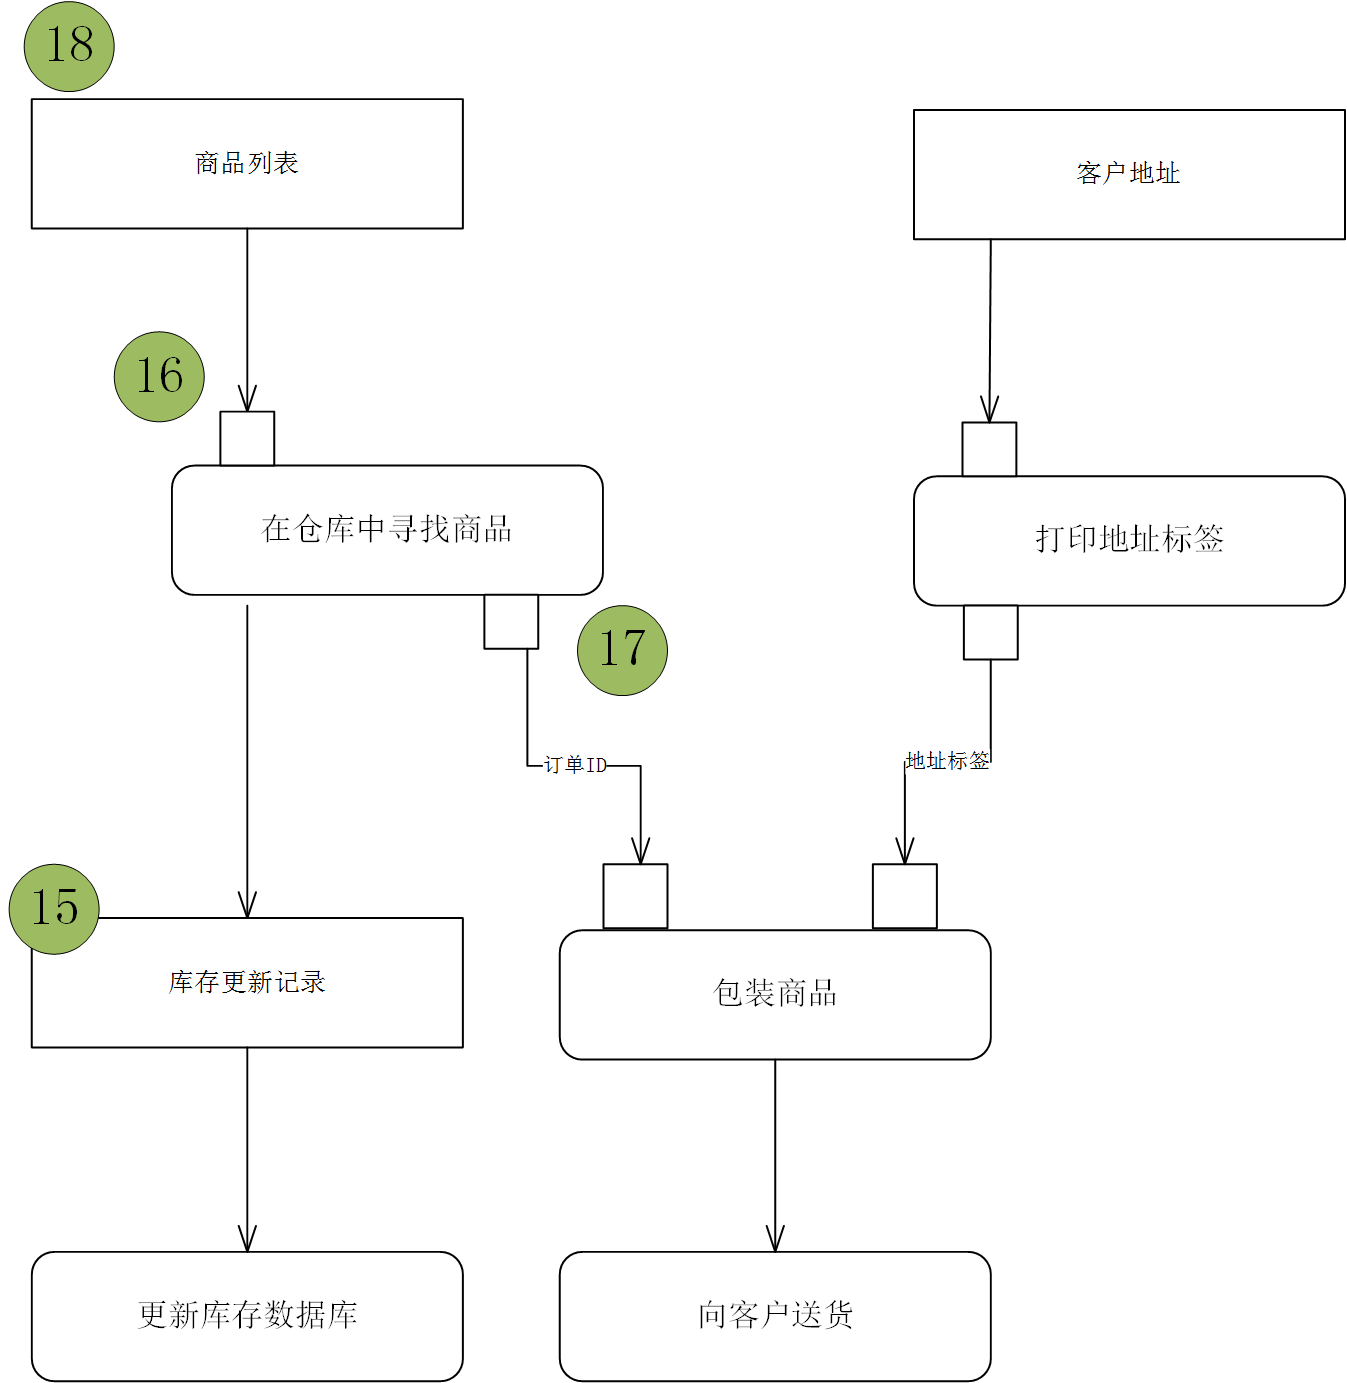 18
商品列表
客户地址
16
在仓库中寻找商品
打印地址标签
17
订单ID
地址标签
15
库存更新记录
包装商品
更新库存数据库
向客户送货